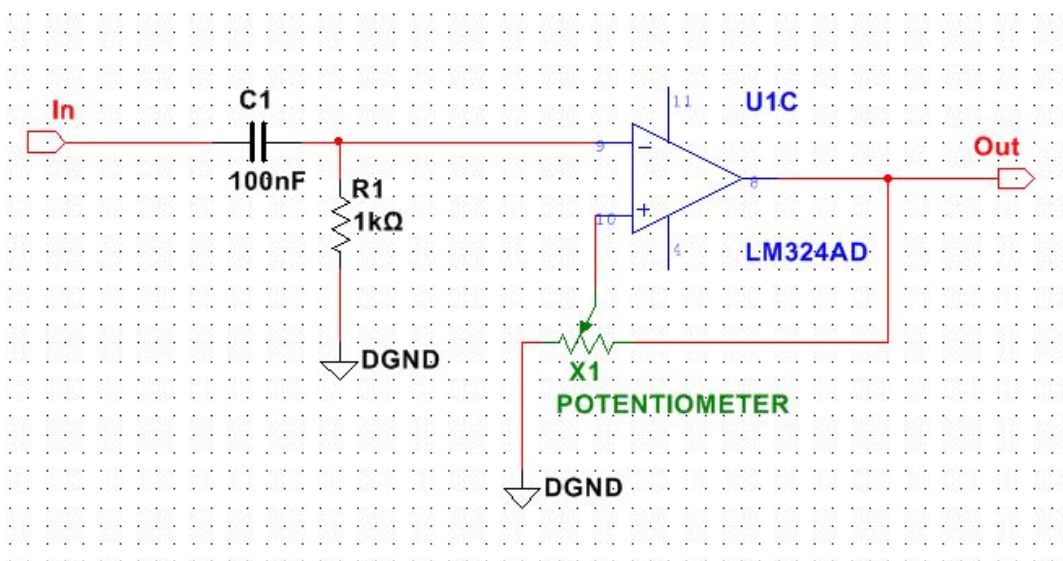 In
C1
100nF
R1
1kΩ
DGND
9
10
11
4
8
U1C
LM324AD
Out
X1
POTENTIOMETER
DGND